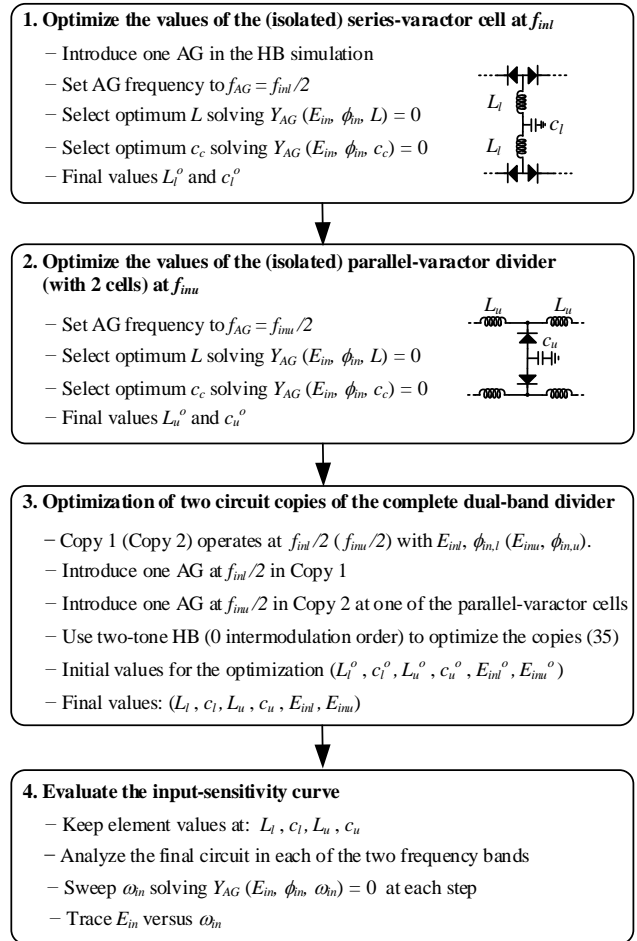 1. Optimize the values of the (isolated) series-varactor cell at f_inl
– Introduce one AG in the HB simulation
– Set AG frequency to f_AG = f_inl/2
– Select optimum L solving Y_AG (E_in, ϕ_in, L) = 0
– Select optimum c_c solving Y_AG (E_in, ϕ_in, c_c) = 0
– Final values L_l^o and c_l^o
L_l
c_l
L_l
2. Optimize the values of the (isolated) parallel-varactor divider
(with 2 cells) at f_inu
– Set AG frequency to f_AG = f_inu/2
– Select optimum L solving Y_AG (E_in, ϕ_in, L) = 0
– Select optimum c_c solving Y_AG (E_in, ϕ_in, c_c) = 0
– Final values L_u^o and c_u^o
L_u L_u
c_u
3. Optimization of two circuit copies of the complete dual-band divider
– Copy 1 (Copy 2) operates at f_inl/2 (f_inu/2) with E_inl, ϕ_in,l (E_inu, ϕ_in,u).
– Introduce one AG at f_inl/2 in Copy 1
– Introduce one AG at f_inu/2 in Copy 2 at one of the parallel-varactor cells
– Use two-tone HB (0 intermodulation order) to optimize the copies (35)
– Initial values for the optimization (L_l^o, c_l^o, L_u^o, c_u^o, E_inl^o, E_inu^o)
– Final values: (L_l, c_l, L_u, c_u, E_inl, E_inu)
4. Evaluate the input-sensitivity curve
– Keep element values at: L_l, c_l, L_u, c_u
– Analyze the final circuit in each of the two frequency bands
– Sweep ω_in solving Y_AG (E_in, ϕ_in, ω_in) = 0 at each step
– Trace E_in versus ω_in